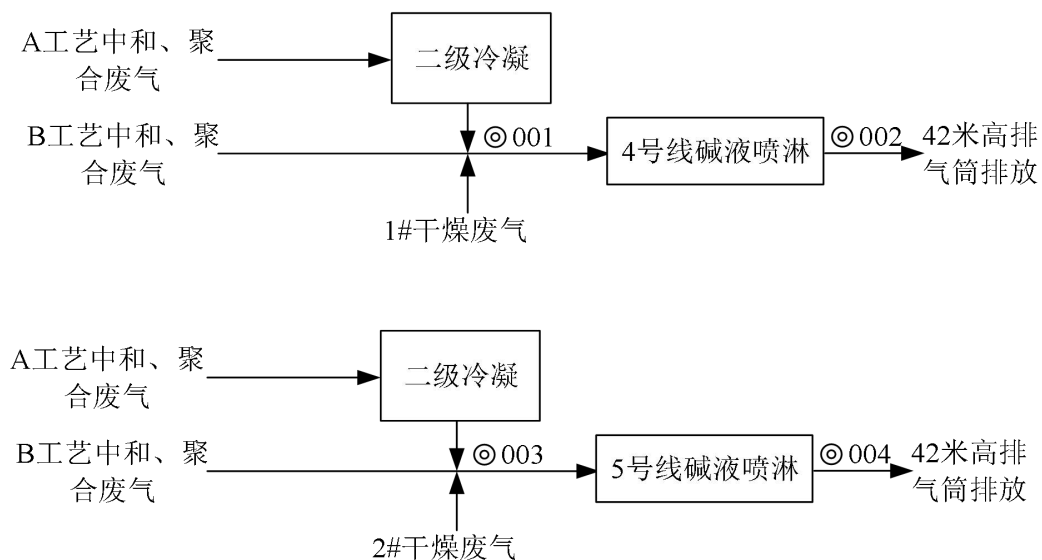 A工艺中和、聚
合废气
二级冷凝
B工艺中和、聚
合废气
◎001
4号线碱液喷淋
◎002
42米高排
气筒排放
1#干燥废气
A工艺中和、聚
合废气
二级冷凝
B工艺中和、聚
合废气
◎003
5号线碱液喷淋
◎004
42米高排
气筒排放
2#干燥废气